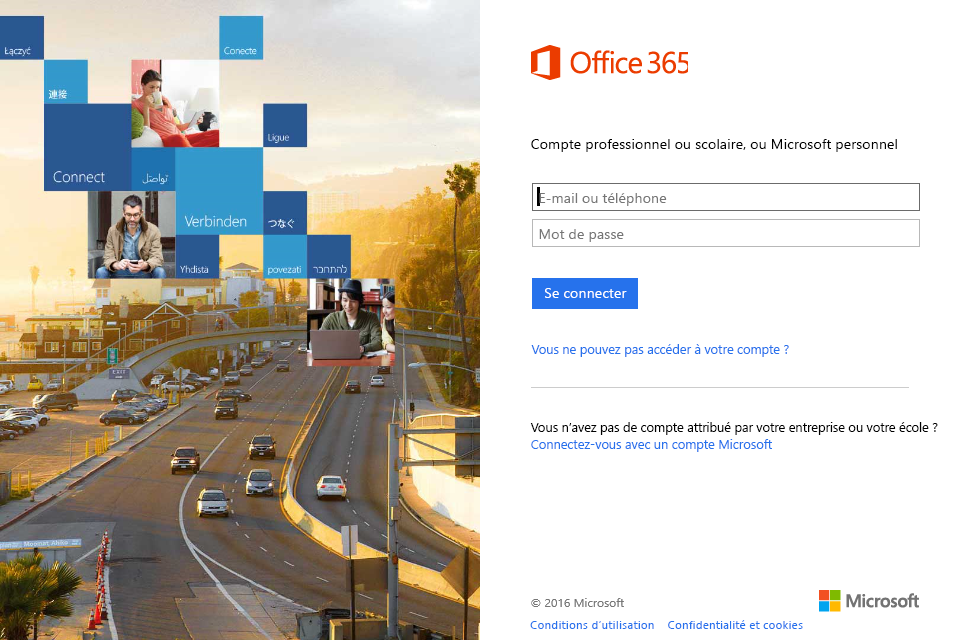 Łączyć
Conecte
連接
Ligue
Connect
تواصَل
Verbinden
つなぐ
Yhdista
povezati
להתחבר
EXIT
Office 365
Compte professionnel ou scolaire, ou Microsoft personnel
E-mail ou téléphone
Mot de passe
Se connecter
Vous ne pouvez pas accéder à votre compte ?
Vous n’avez pas de compte attribué par votre entreprise ou votre école ?
Connectez-vous avec un compte Microsoft
© 2016 Microsoft
Microsoft
Conditions d’utilisation Confidentialité et cookies